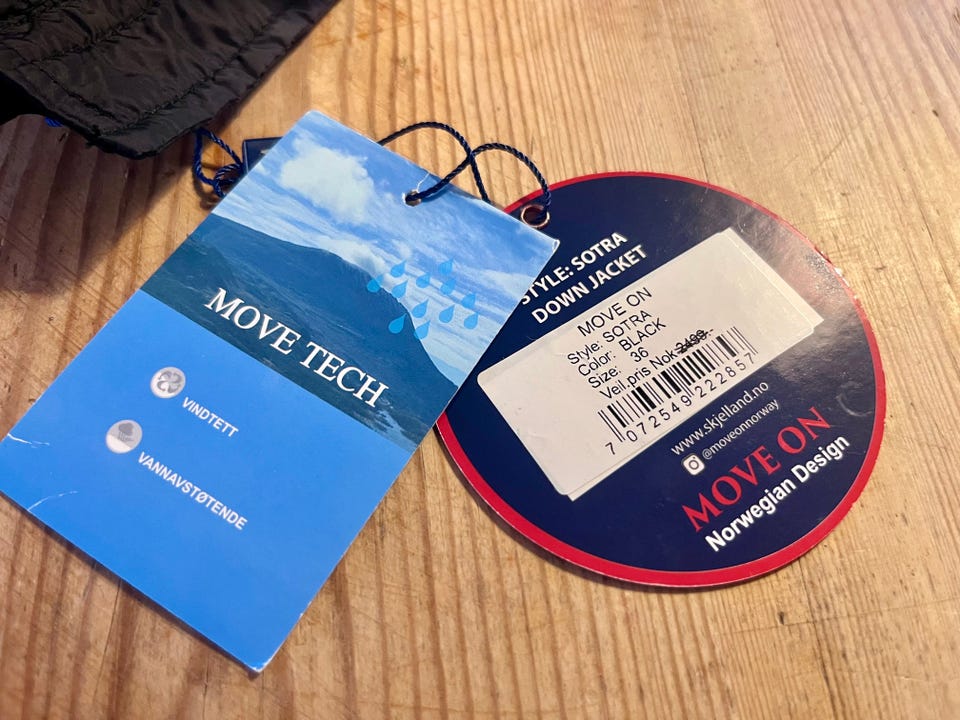 MOVE TECH
VINDTETT
VANNAVSTØTENDE
STYLE: SOTRA
DOWN JACKET
MOVE ON
Style: SOTRA
Color: BLACK
Size: 36
Veil.pris Nok
7 072549 222857
www.skjelland.no
@moveonnorway
MOVE ON
Norwegian Design